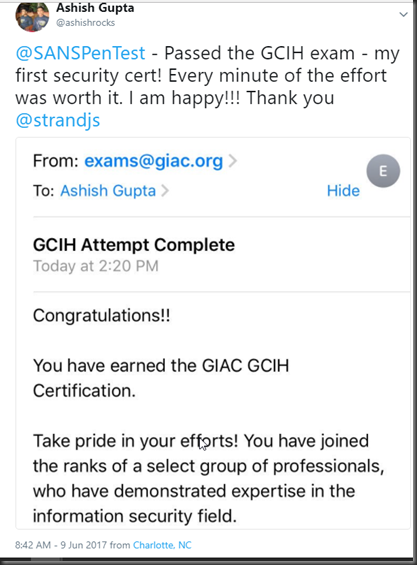 Ashish Gupta
@ashishrocks
@SANSPenTest - Passed the GCIH exam - my
first security cert! Every minute of the effort
was worth it. I am happy!!! Thank you
@strandjs
From: exams@giac.org >
E
To: Ashish Gupta >
Hide
GCIH Attempt Complete
Today at 2:20 PM
Congratulations!!
You have earned the GIAC GCIH
Certification.
Take pride in your efforts! You have joined
the ranks of a select group of professionals,
who have demonstrated expertise in the
information security field.
8:42 AM - 9 Jun 2017 from Charlotte, NC